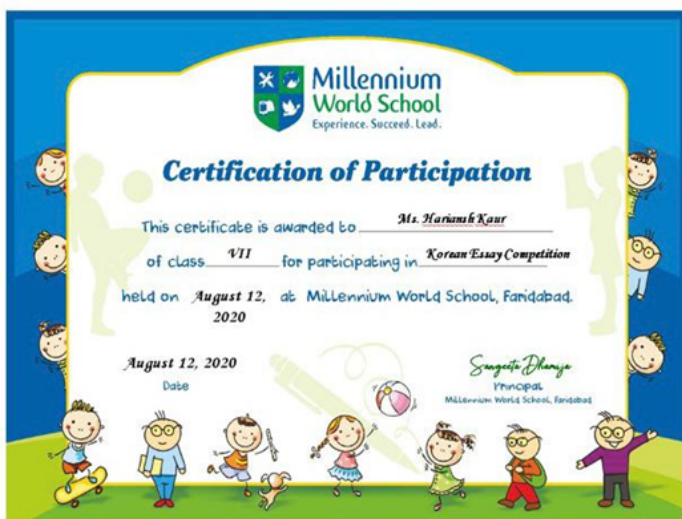 Millennium
World School
Experience. Succeed. Lead.
Certification of Participation
This certificate is awarded to Ms. Hariansh Kaur
of class VII for participating in Korean Essay Competition
held on August 12, at Millennium World School, Faridabad.
2020
August 12, 2020
Date
Sangeeta Dhamija
Principal
Millennium World School, Faridabad